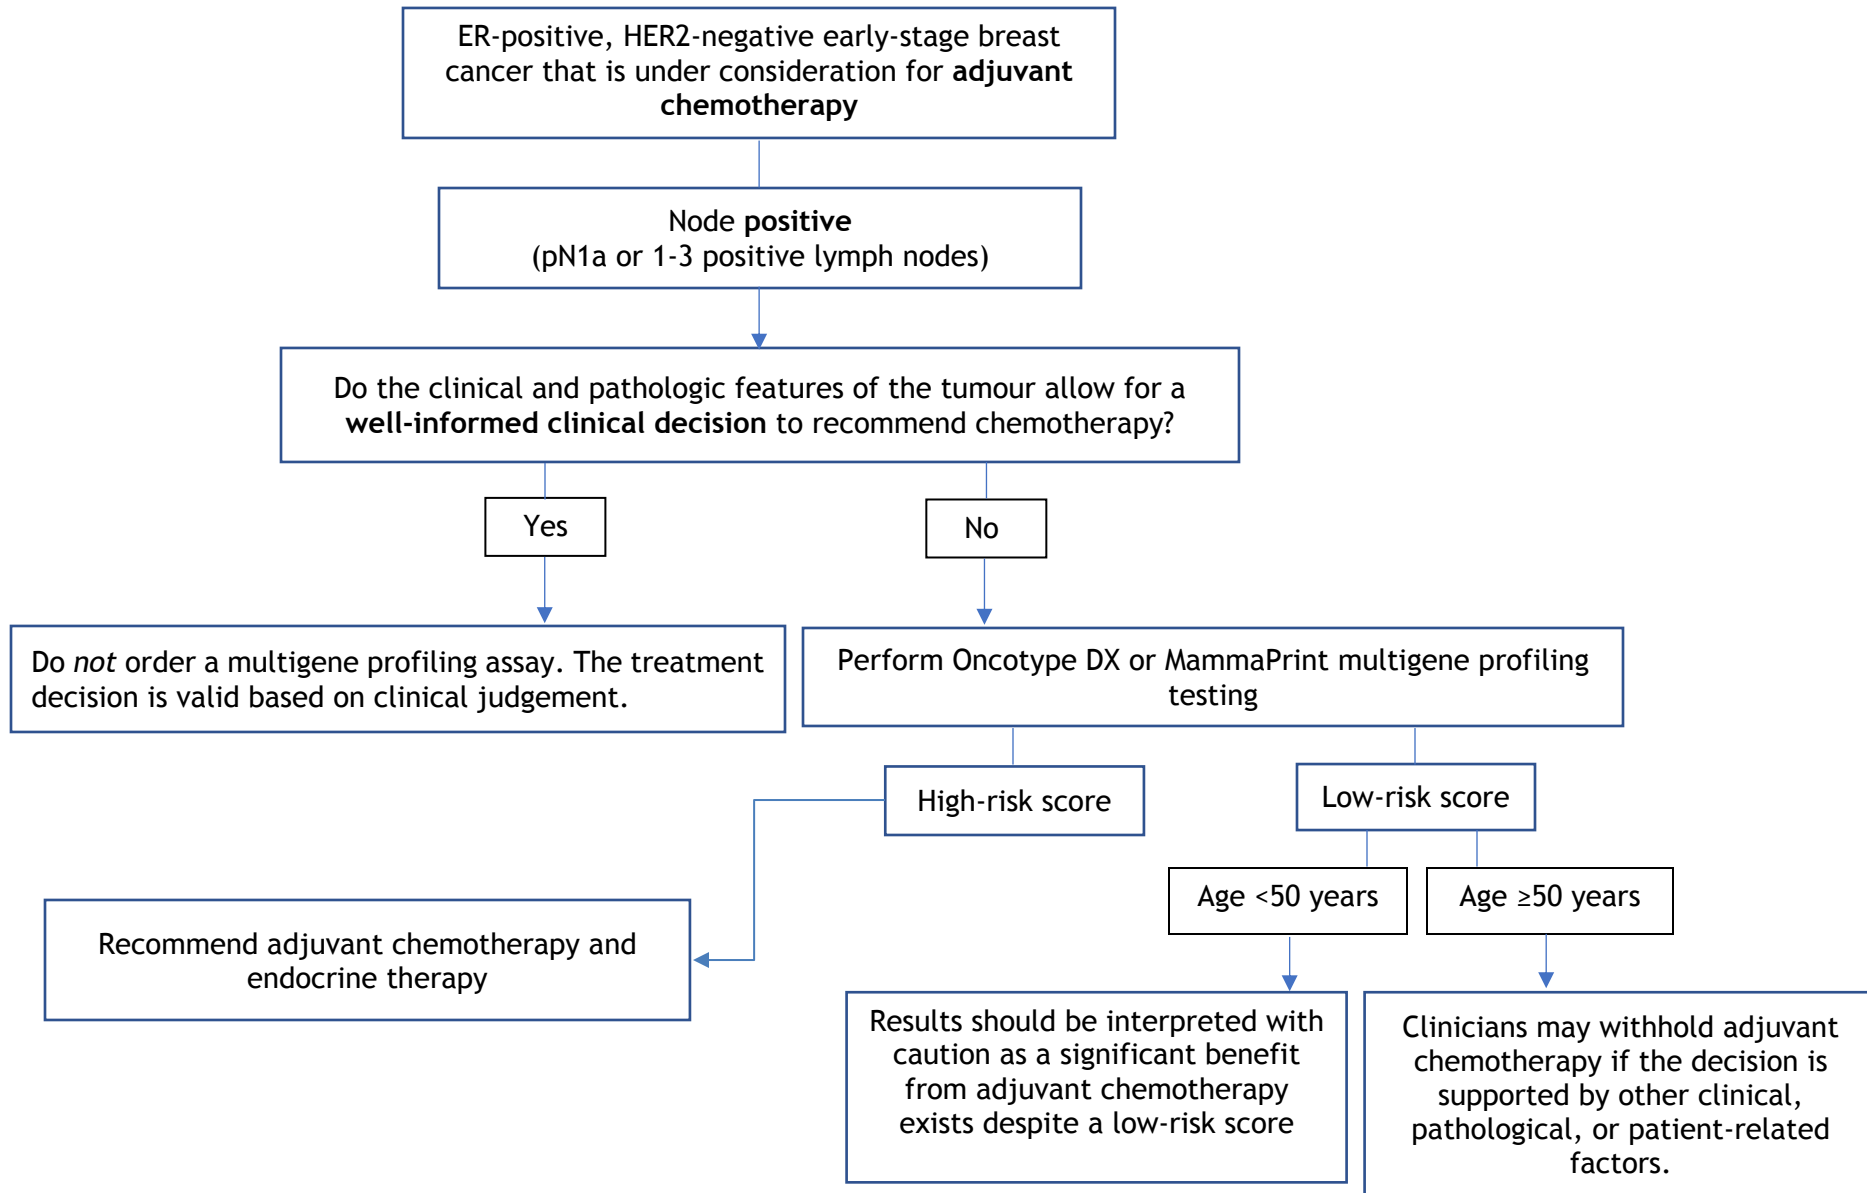 ER-positive, HER2-negative early-stage breast
cancer that is under consideration for adjuvant
chemotherapy
Node positive
(pN1a or 1-3 positive lymph nodes)
Do the clinical and pathologic features of the tumour allow for a
well-informed clinical decision to recommend chemotherapy?
Yes
No
Do not order a multigene profiling assay. The treatment
decision is valid based on clinical judgement.
Perform Oncotype DX or MammaPrint multigene profiling
testing
High-risk score
Low-risk score
Age <50 years
Age ≥50 years
Recommend adjuvant chemotherapy and
endocrine therapy
Results should be interpreted with
caution as a significant benefit
from adjuvant chemotherapy
exists despite a low-risk score
Clinicians may withhold adjuvant
chemotherapy if the decision is
supported by other clinical,
pathological, or patient-related
factors.